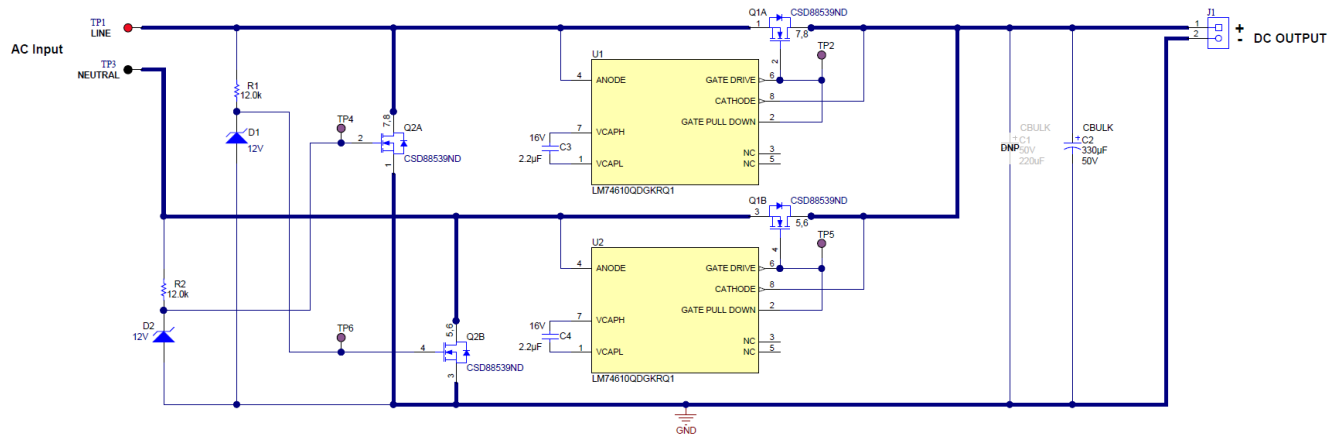 TP1
LINE
AC Input
TP3
NEUTRAL
R1
12.0k
D1
12V
TP4
2
7,8
Q2A
CSD88539ND
1
R2
12.0k
D2
12V
TP6
4
5,6
Q2B
CSD88539ND
3
Q1A
CSD88539ND
1
7,8
2
TP2
U1
4
ANODE
GATE DRIVE
6
CATHODE
8
GATE PULL DOWN
2
16V
C3
2.2µF
7
VCAPH
1
VCAPL
NC
3
NC
5
LM74610QDGKRQ1
Q1B
CSD88539ND
3
5,6
4
TP5
U2
4
ANODE
GATE DRIVE
6
CATHODE
8
GATE PULL DOWN
2
16V
C4
2.2µF
7
VCAPH
1
VCAPL
NC
3
NC
5
LM74610QDGKRQ1
GND
CBULK
C1
DNP
50V
220uF
CBULK
C2
330µF
50V
J1
1
2
+
-
DC OUTPUT